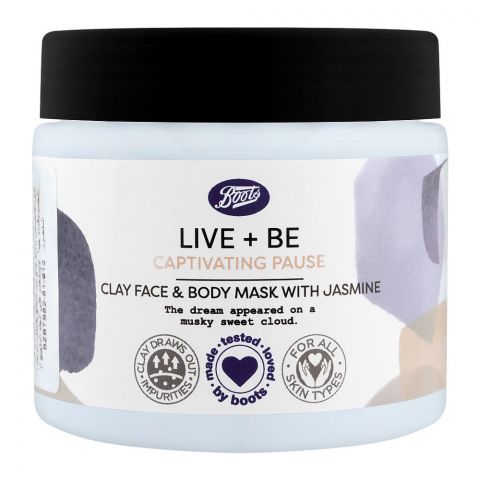 Boots
LIVE + BE
CAPTIVATING PAUSE
CLAY FACE & BODY MASK WITH JASMINE
The dream appeared on a
musky sweet cloud.
CLAY DRAWS OUT IMPURITIES
made · tested · loved by boots
FOR ALL SKIN TYPES